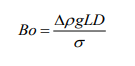 Bo = ΔρgLD / σ